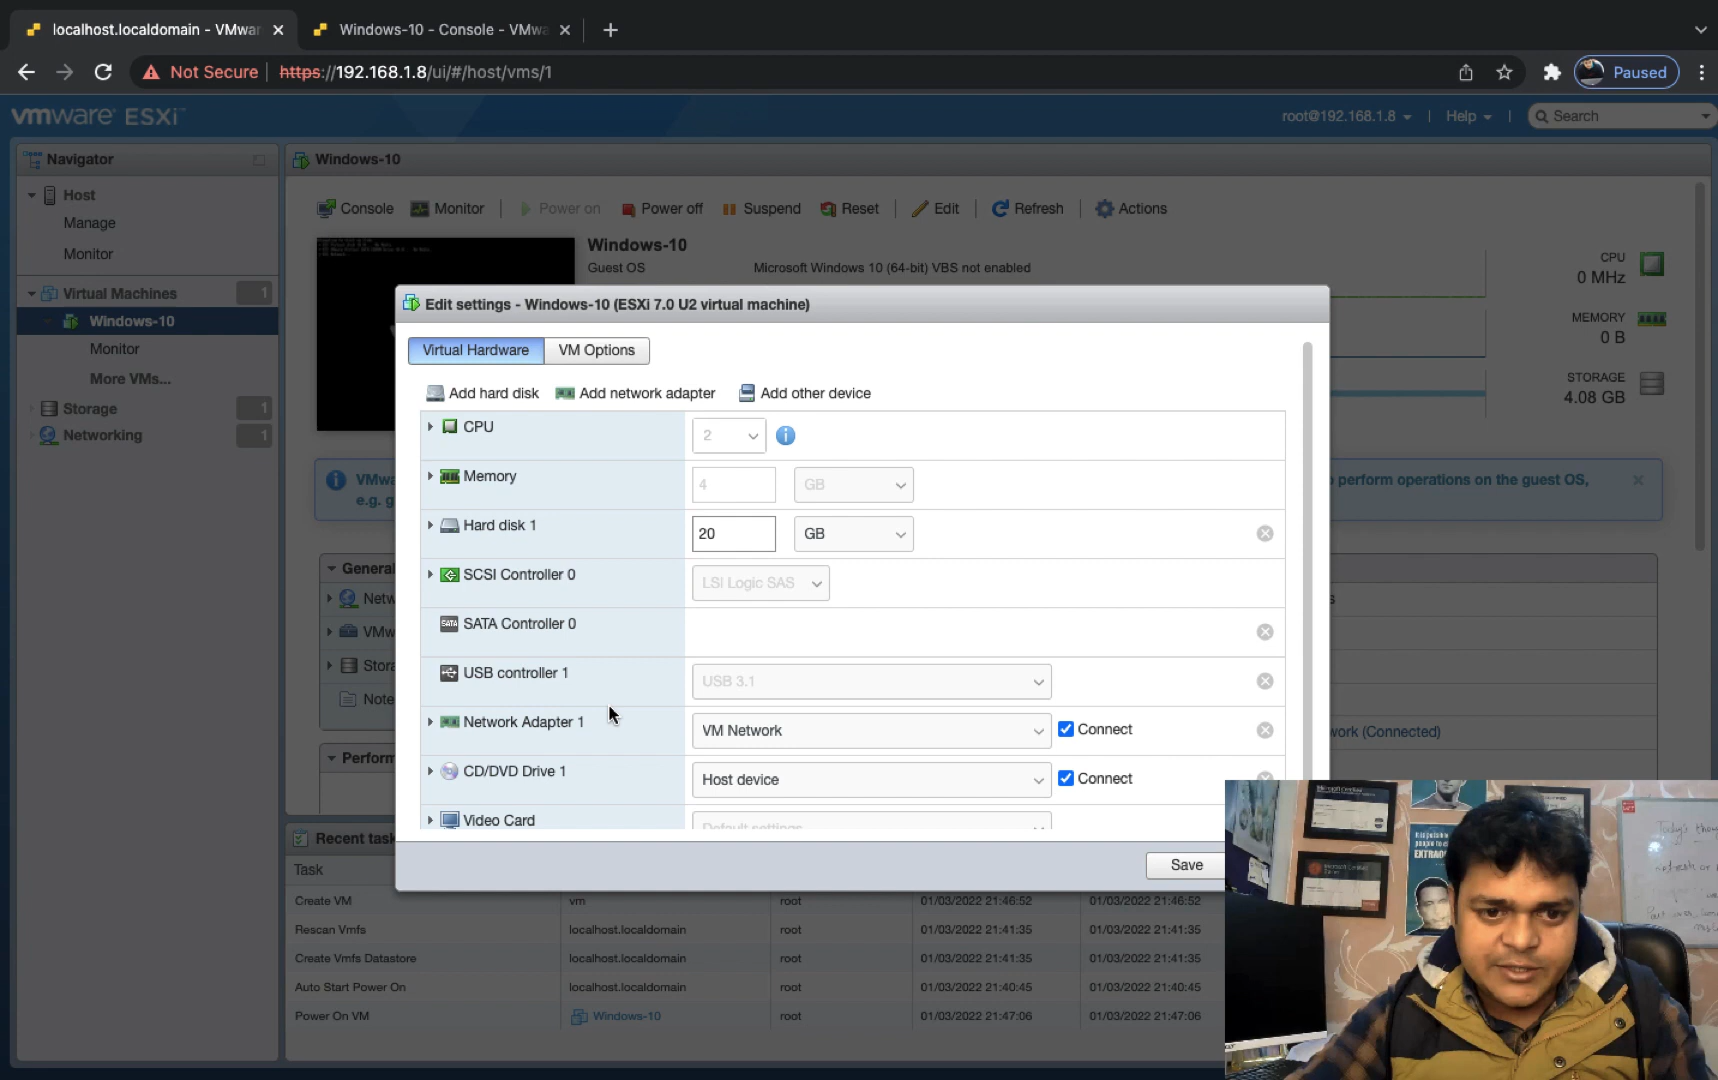 localhost.localdomain - VMwar
Windows-10 - Console - VMwa
Not Secure
https://192.168.1.8/ui/#/host/vms/1
Paused
vmware ESXi
root@192.168.1.8
Help
Search
Navigator
Windows-10
Host
Manage
Monitor
Virtual Machines 1
Windows-10
Monitor
More VMs...
Storage 1
Networking 1
Console Monitor Power on Power off Suspend Reset Edit Refresh Actions
Windows-10
Guest OS Microsoft Windows 10 (64-bit) VBS not enabled
CPU
0 MHz
MEMORY
0 B
STORAGE
4.08 GB
VMwa
e.g. g
o perform operations on the guest OS,
General
Netw
VMw
Stora
Note
s
work (Connected)
Perform
Edit settings - Windows-10 (ESXi 7.0 U2 virtual machine)
Virtual Hardware VM Options
Add hard disk Add network adapter Add other device
CPU 2
Memory 4 GB
Hard disk 1 20 GB
SCSI Controller 0 LSI Logic SAS
SATA Controller 0
USB controller 1 USB 3.1
Network Adapter 1 VM Network Connect
CD/DVD Drive 1 Host device Connect
Video Card Default settings
Save
Recent task
Task
Create VM vm root 01/03/2022 21:46:52 01/03/2022 21:46:52
Rescan Vmfs localhost.localdomain root 01/03/2022 21:41:35 01/03/2022 21:41:35
Create Vmfs Datastore localhost.localdomain root 01/03/2022 21:41:35 01/03/2022 21:41:35
Auto Start Power On localhost.localdomain root 01/03/2022 21:40:45 01/03/2022 21:40:45
Power On VM Windows-10 root 01/03/2022 21:47:06 01/03/2022 21:47:06
people to
EXTRAO
Today's thou
refresh or